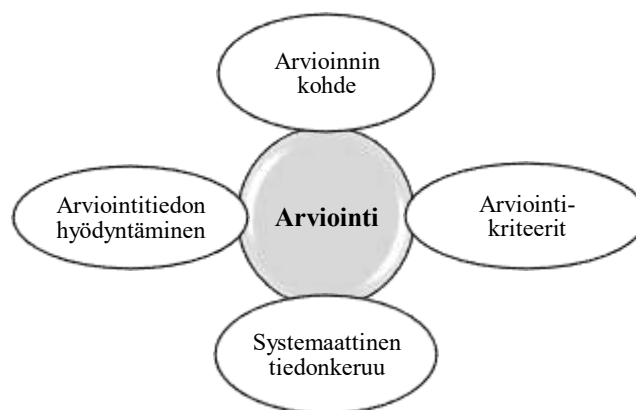 Arvioinnin
kohde
Arviointitiedon
hyödyntäminen
Arviointi
Arviointi-
kriteerit
Systemaattinen
tiedonkeruu